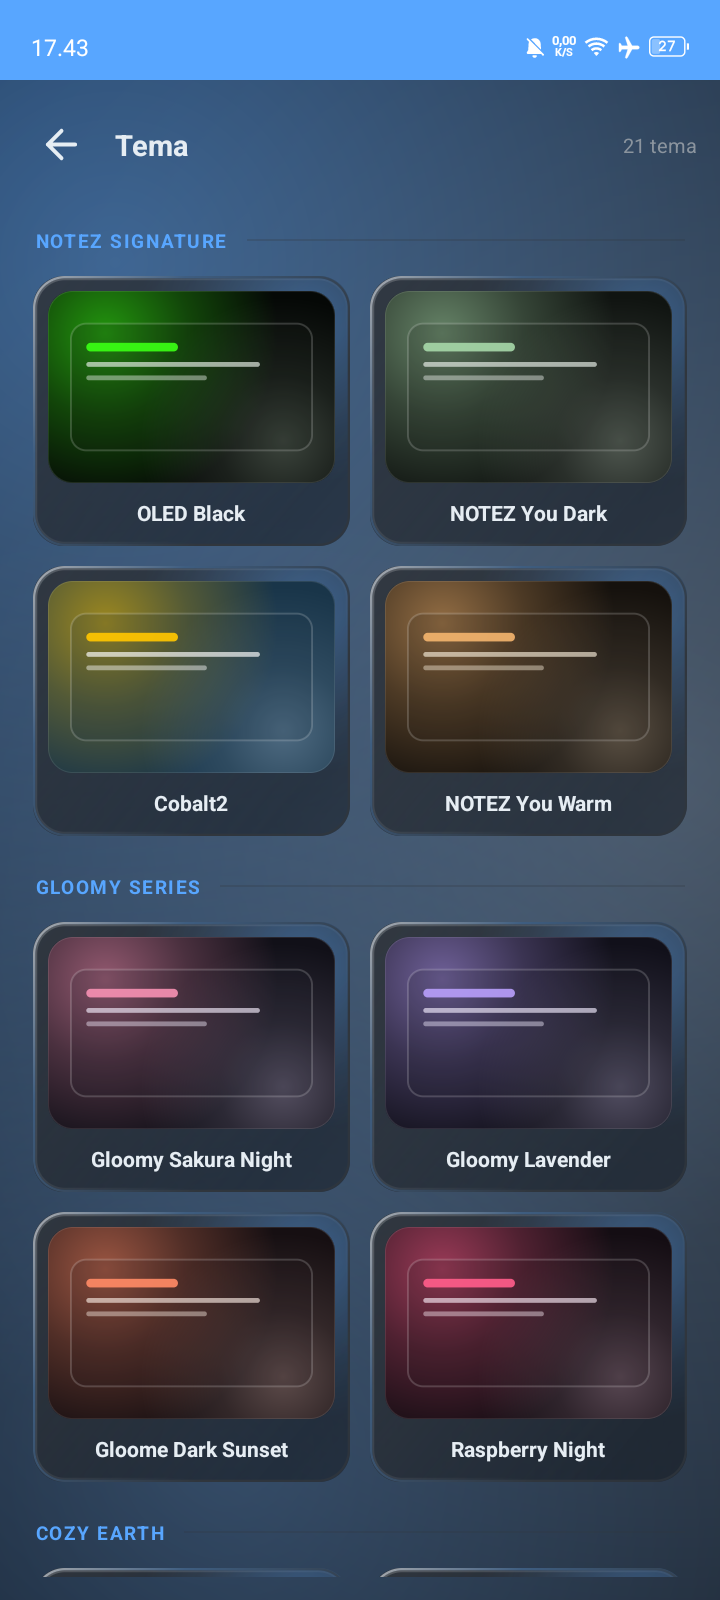 17.43
0,00
K/S
27
Tema
21 tema
NOTEZ SIGNATURE
OLED Black
NOTEZ You Dark
Cobalt2
NOTEZ You Warm
GLOOMY SERIES
Gloomy Sakura Night
Gloomy Lavender
Gloome Dark Sunset
Raspberry Night
COZY EARTH